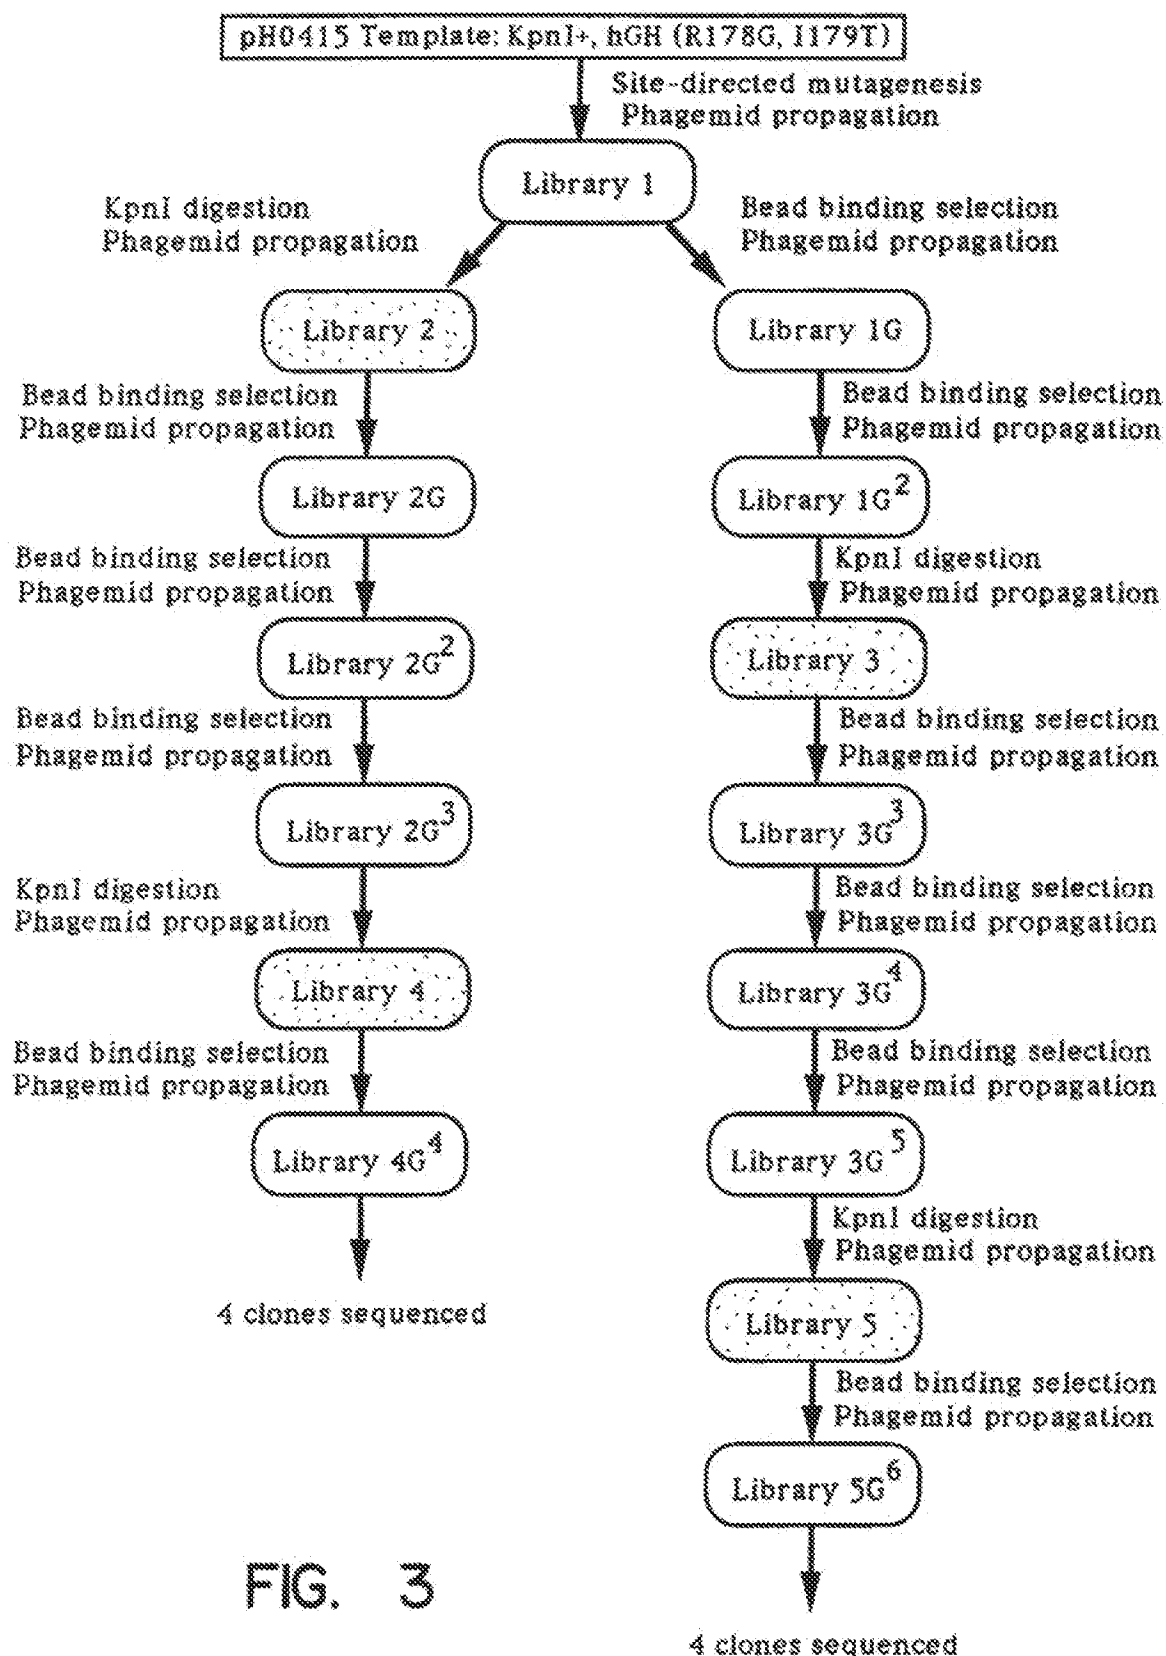 pH0415 Template: KpnI+, hGH (R178G, I179T)
Site-directed mutagenesis
Phagemid propagation
Library 1
KpnI digestion
Phagemid propagation
Bead binding selection
Phagemid propagation
Library 2
Library 1G
Bead binding selection
Phagemid propagation
Bead binding selection
Phagemid propagation
Library 2G
Library 1G²
Bead binding selection
Phagemid propagation
KpnI digestion
Phagemid propagation
Library 2G²
Library 3
Bead binding selection
Phagemid propagation
Bead binding selection
Phagemid propagation
Library 2G³
Library 3G³
KpnI digestion
Phagemid propagation
Bead binding selection
Phagemid propagation
Library 4
Library 3G⁴
Bead binding selection
Phagemid propagation
Bead binding selection
Phagemid propagation
Library 4G⁴
Library 3G⁵
KpnI digestion
Phagemid propagation
4 clones sequenced
Library 5
Bead binding selection
Phagemid propagation
Library 5G⁶
FIG. 3
4 clones sequenced